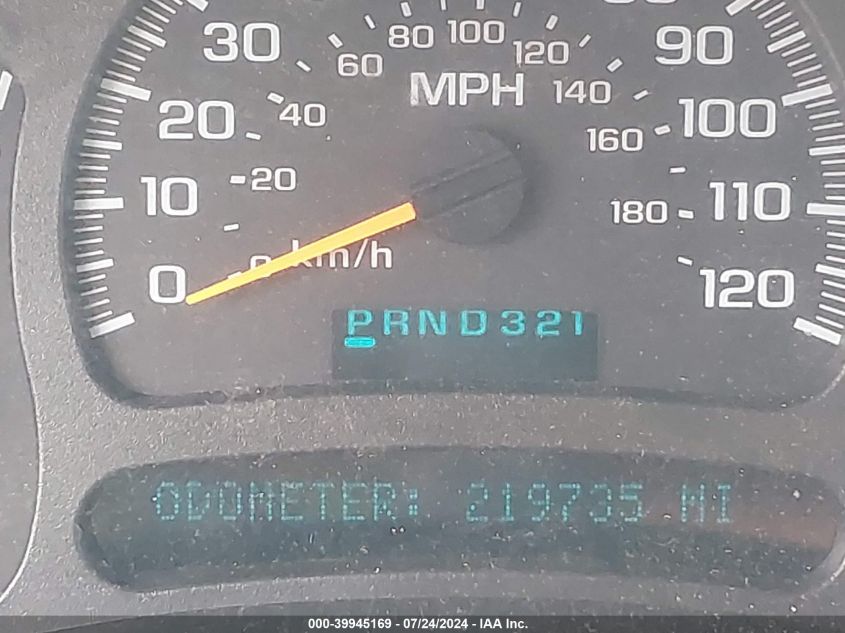 30 60 80 100 120 90
MPH 140
20 40 160 100
10 20 180 110
0 0 km/h 120
PRND321
ODOMETER: 219735 MI
000-39945169 - 07/24/2024 - IAA Inc.